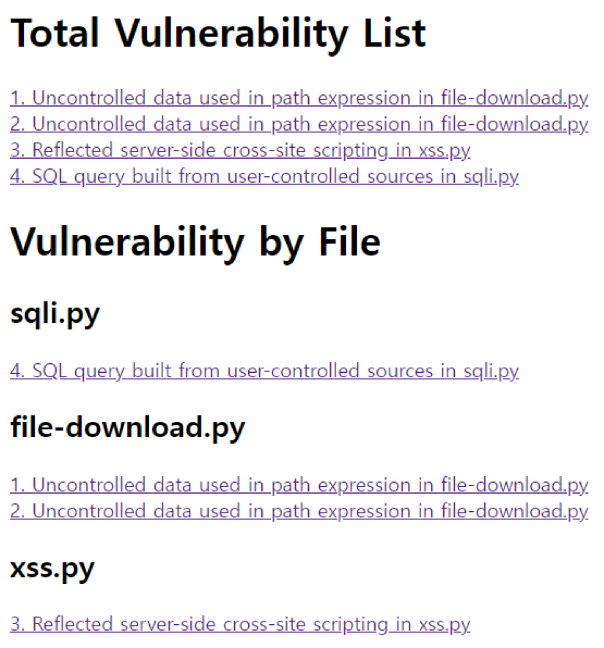 Total Vulnerability List
1. Uncontrolled data used in path expression in file-download.py
2. Uncontrolled data used in path expression in file-download.py
3. Reflected server-side cross-site scripting in xss.py
4. SQL query built from user-controlled sources in sqli.py
Vulnerability by File
sqli.py
4. SQL query built from user-controlled sources in sqli.py
file-download.py
1. Uncontrolled data used in path expression in file-download.py
2. Uncontrolled data used in path expression in file-download.py
xss.py
3. Reflected server-side cross-site scripting in xss.py